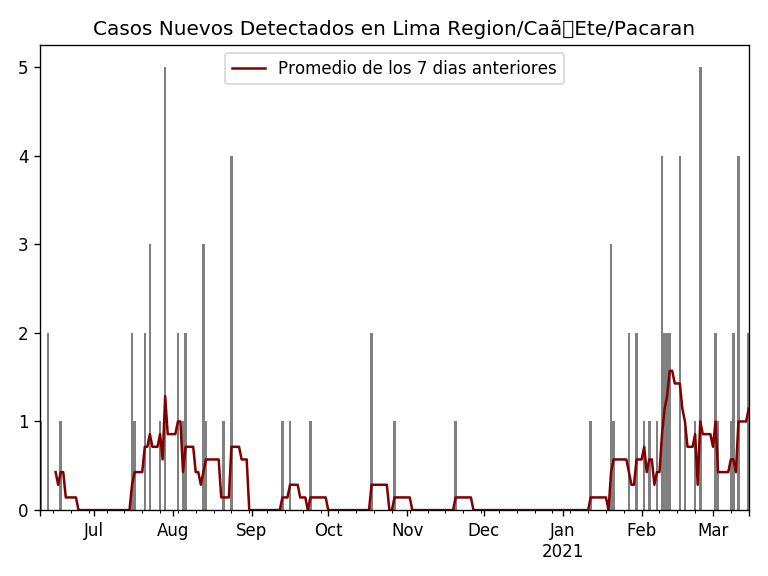 Casos Nuevos Detectados en Lima Region/Caã▯Ete/Pacaran
Promedio de los 7 dias anteriores
5
4
3
2
1
0
Jul Aug Sep Oct Nov Dec Jan Feb Mar
2021